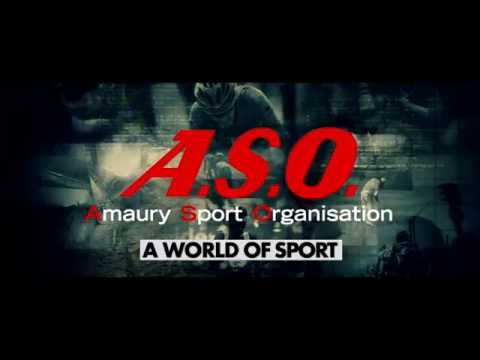 A.S.O.
Amaury Sport Organisation
A WORLD OF SPORT